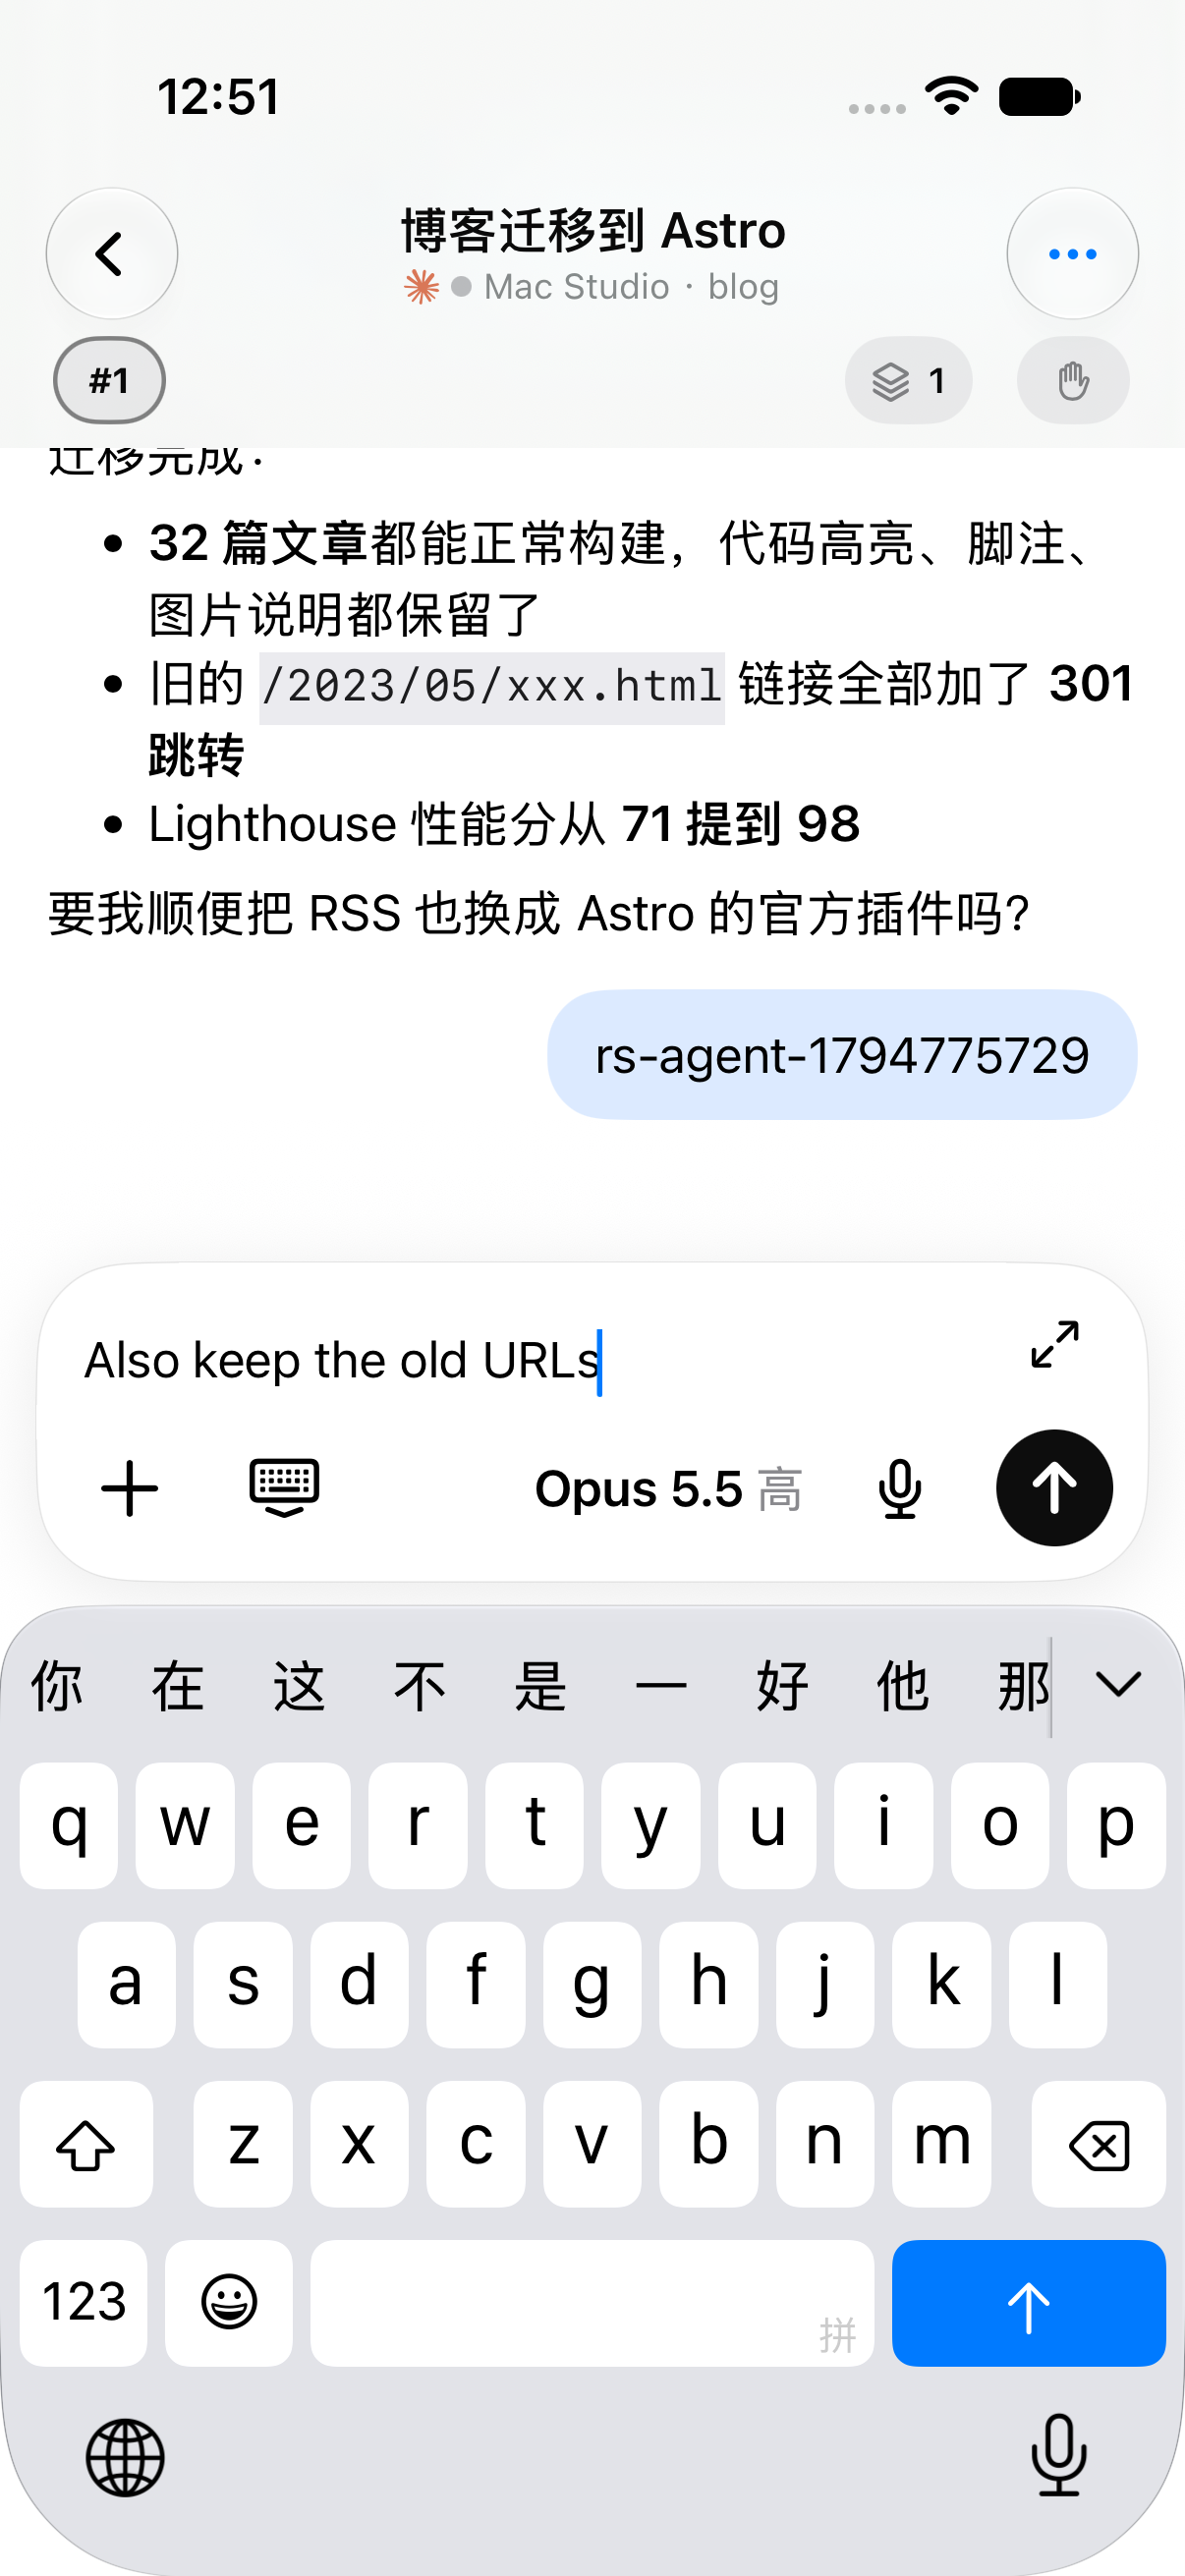 12:51
博客迁移到 Astro
Mac Studio · blog
#1
1
迁移完成：
32 篇文章都能正常构建，代码高亮、脚注、
图片说明都保留了
旧的 /2023/05/xxx.html 链接全部加了 301
跳转
Lighthouse 性能分从 71 提到 98
要我顺便把 RSS 也换成 Astro 的官方插件吗？
rs-agent-1794775729
Also keep the old URLs
Opus 5.5 高
你 在 这 不 是 一 好 他 那
q w e r t y u i o p
a s d f g h j k l
z x c v b n m
123
拼